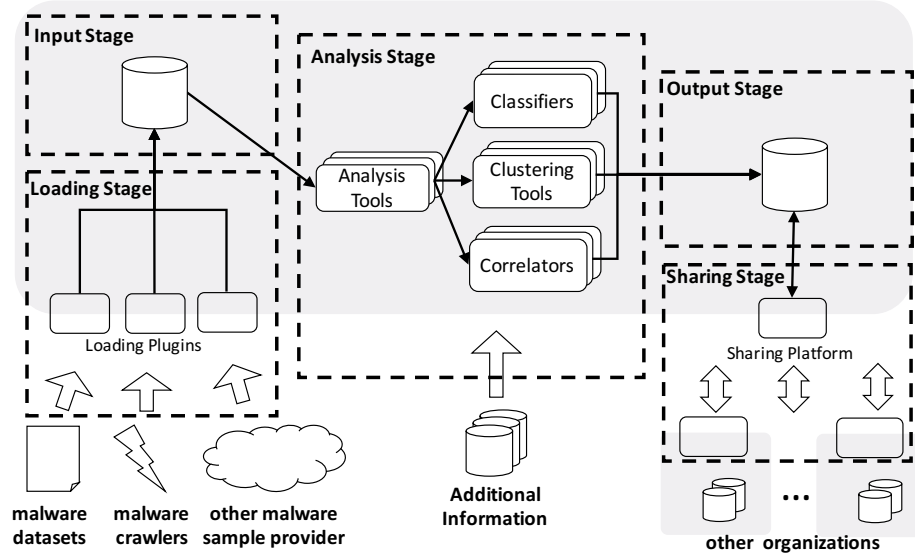 Input Stage
Analysis Stage
Classifiers
Output Stage
Loading Stage
Analysis
Tools
Clustering
Tools
Correlators
Sharing Stage
Loading Plugins
Sharing Platform
malware
datasets
malware
crawlers
other malware
sample provider
Additional
Information
...
other organizations